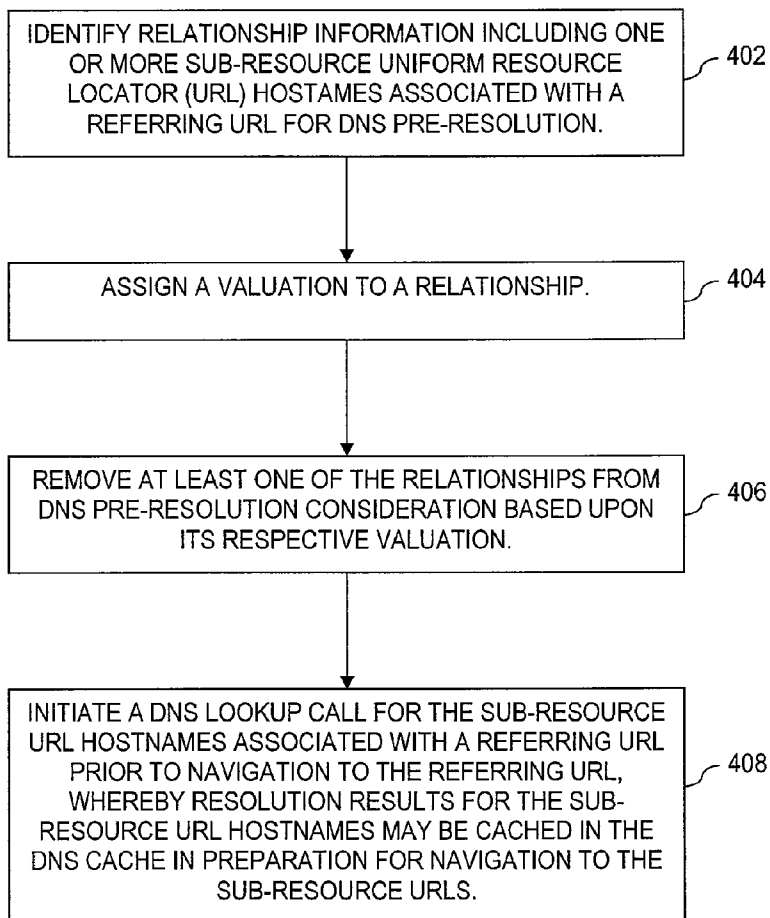 IDENTIFY RELATIONSHIP INFORMATION INCLUDING ONE
OR MORE SUB-RESOURCE UNIFORM RESOURCE
LOCATOR (URL) HOSTAMES ASSOCIATED WITH A
REFERRING URL FOR DNS PRE-RESOLUTION.
402
ASSIGN A VALUATION TO A RELATIONSHIP.
404
REMOVE AT LEAST ONE OF THE RELATIONSHIPS FROM
DNS PRE-RESOLUTION CONSIDERATION BASED UPON
ITS RESPECTIVE VALUATION.
406
INITIATE A DNS LOOKUP CALL FOR THE SUB-RESOURCE
URL HOSTNAMES ASSOCIATED WITH A REFERRING URL
PRIOR TO NAVIGATION TO THE REFERRING URL,
WHEREBY RESOLUTION RESULTS FOR THE SUB-
RESOURCE URL HOSTNAMES MAY BE CACHED IN THE
DNS CACHE IN PREPARATION FOR NAVIGATION TO THE
SUB-RESOURCE URLS.
408